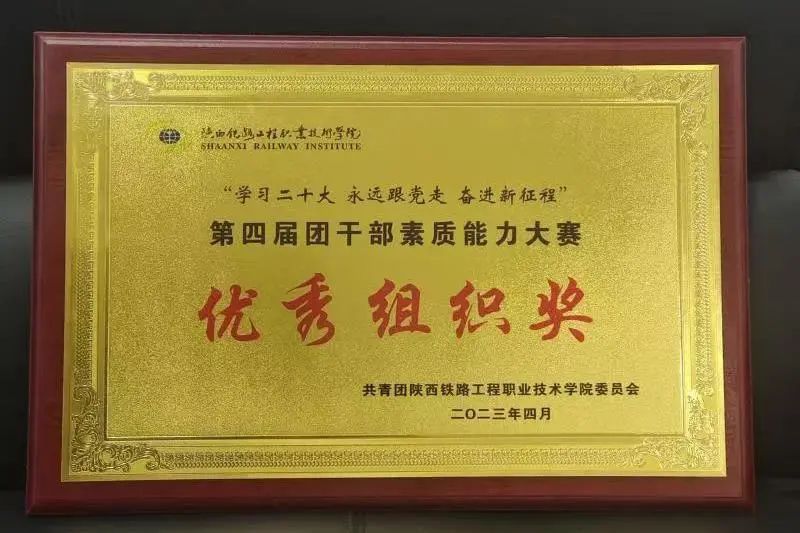 陕西铁路工程职业技术学院
SHAANXI RAILWAY INSTITUTE
“学习二十大 永远跟党走 奋进新征程”
第四届团干部素质能力大赛
优秀组织奖
共青团陕西铁路工程职业技术学院委员会
二〇二三年四月